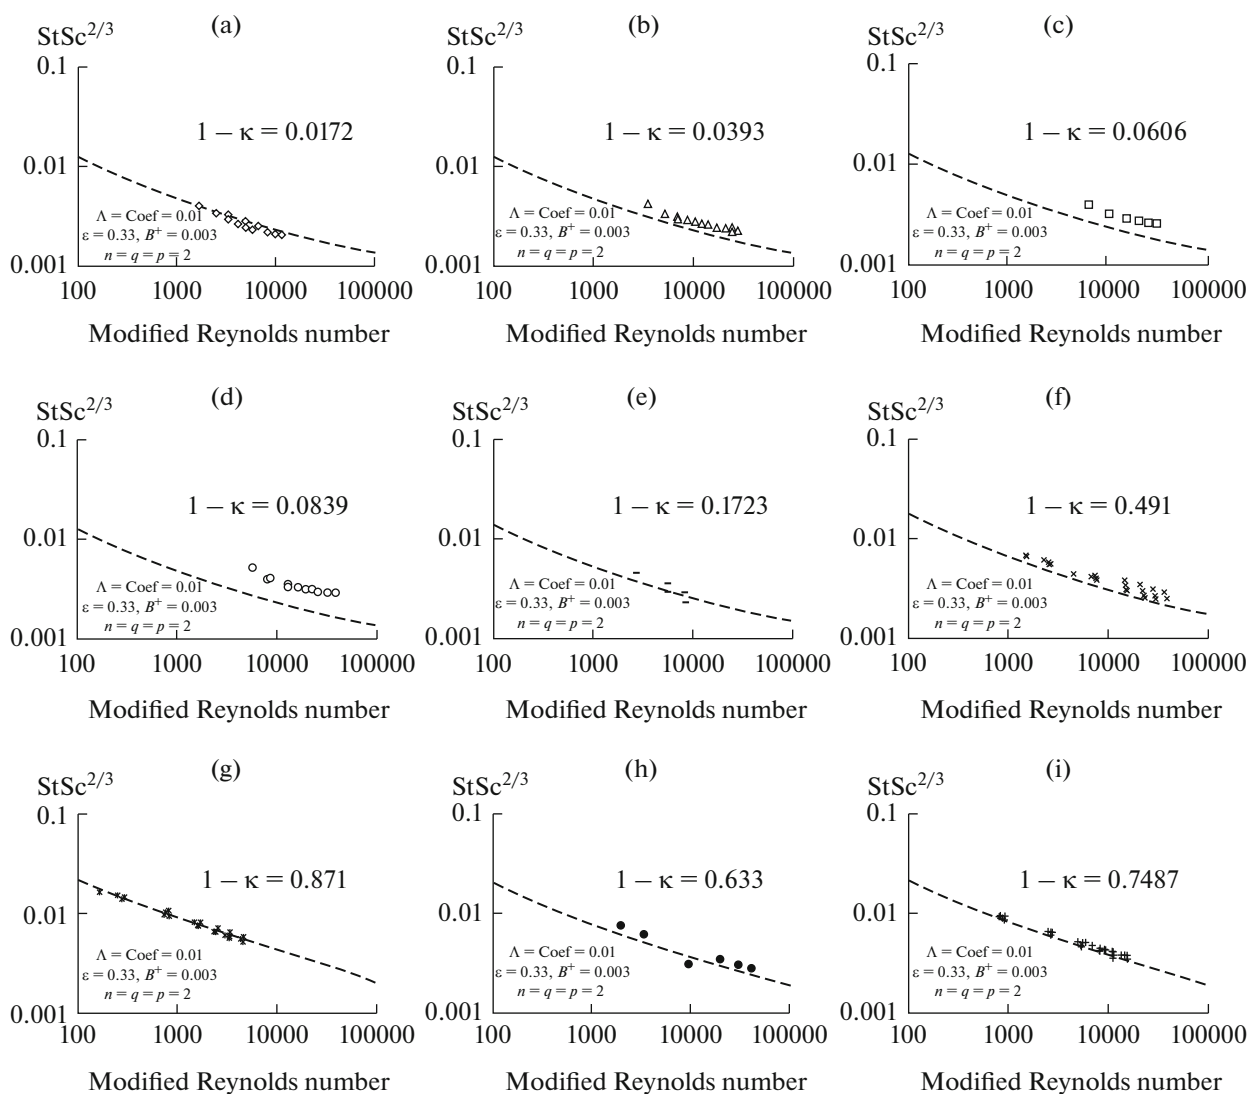 (a)
StSc^2/3
0.1
1 – κ = 0.0172
0.01
Λ = Coef = 0.01
ε = 0.33, B⁺ = 0.003
n = q = p = 2
0.001
100 1000 10000 100000
Modified Reynolds number
(b)
StSc^2/3
0.1
1 – κ = 0.0393
0.01
Λ = Coef = 0.01
ε = 0.33, B⁺ = 0.003
n = q = p = 2
0.001
100 1000 10000 100000
Modified Reynolds number
(c)
StSc^2/3
0.1
1 – κ = 0.0606
0.01
Λ = Coef = 0.01
ε = 0.33, B⁺ = 0.003
n = q = p = 2
0.001
100 1000 10000 100000
Modified Reynolds number
(d)
StSc^2/3
0.1
1 – κ = 0.0839
0.01
Λ = Coef = 0.01
ε = 0.33, B⁺ = 0.003
n = q = p = 2
0.001
100 1000 10000 100000
Modified Reynolds number
(e)
StSc^2/3
0.1
1 – κ = 0.1723
0.01
Λ = Coef = 0.01
ε = 0.33, B⁺ = 0.003
n = q = p = 2
0.001
100 1000 10000 100000
Modified Reynolds number
(f)
StSc^2/3
0.1
1 – κ = 0.491
0.01
Λ = Coef = 0.01
ε = 0.33, B⁺ = 0.003
n = q = p = 2
0.001
100 1000 10000 100000
Modified Reynolds number
(g)
StSc^2/3
0.1
1 – κ = 0.871
0.01
Λ = Coef = 0.01
ε = 0.33, B⁺ = 0.003
n = q = p = 2
0.001
100 1000 10000 100000
Modified Reynolds number
(h)
StSc^2/3
0.1
1 – κ = 0.633
0.01
Λ = Coef = 0.01
ε = 0.33, B⁺ = 0.003
n = q = p = 2
0.001
100 1000 10000 100000
Modified Reynolds number
(i)
StSc^2/3
0.1
1 – κ = 0.7487
0.01
Λ = Coef = 0.01
ε = 0.33, B⁺ = 0.003
n = q = p = 2
0.001
100 1000 10000 100000
Modified Reynolds number